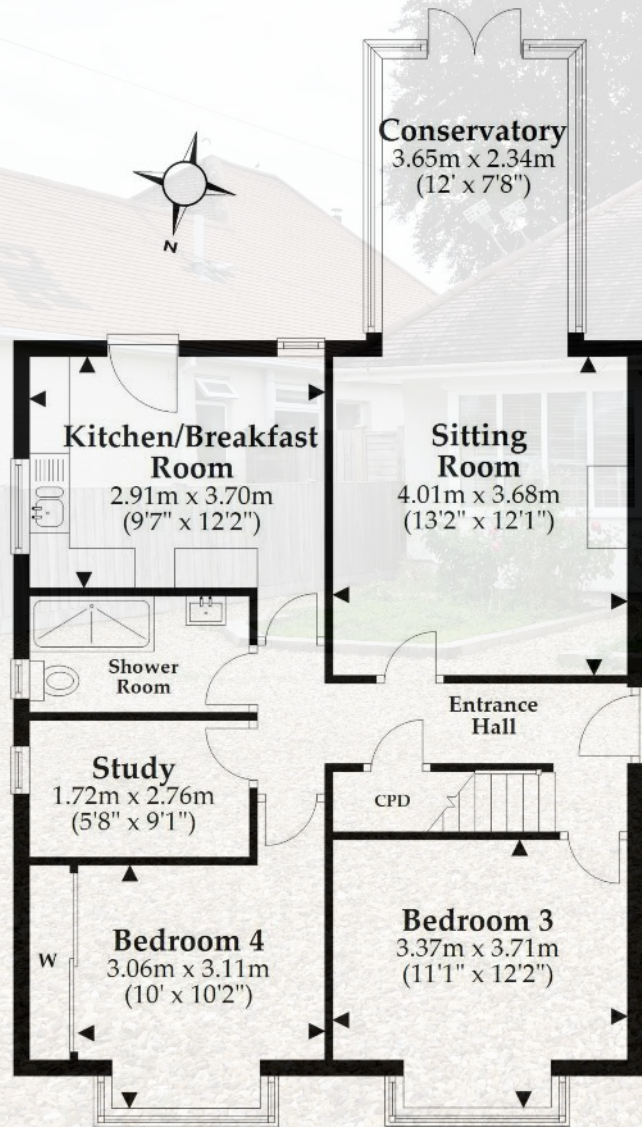 Conservatory
3.65m x 2.34m
(12' x 7'8")
N
Kitchen/Breakfast
Room
2.91m x 3.70m
(9'7" x 12'2")
Sitting
Room
4.01m x 3.68m
(13'2" x 12'1")
Shower
Room
Entrance
Hall
Study
1.72m x 2.76m
(5'8" x 9'1")
CPD
W
Bedroom 4
3.06m x 3.11m
(10' x 10'2")
Bedroom 3
3.37m x 3.71m
(11'1" x 12'2")